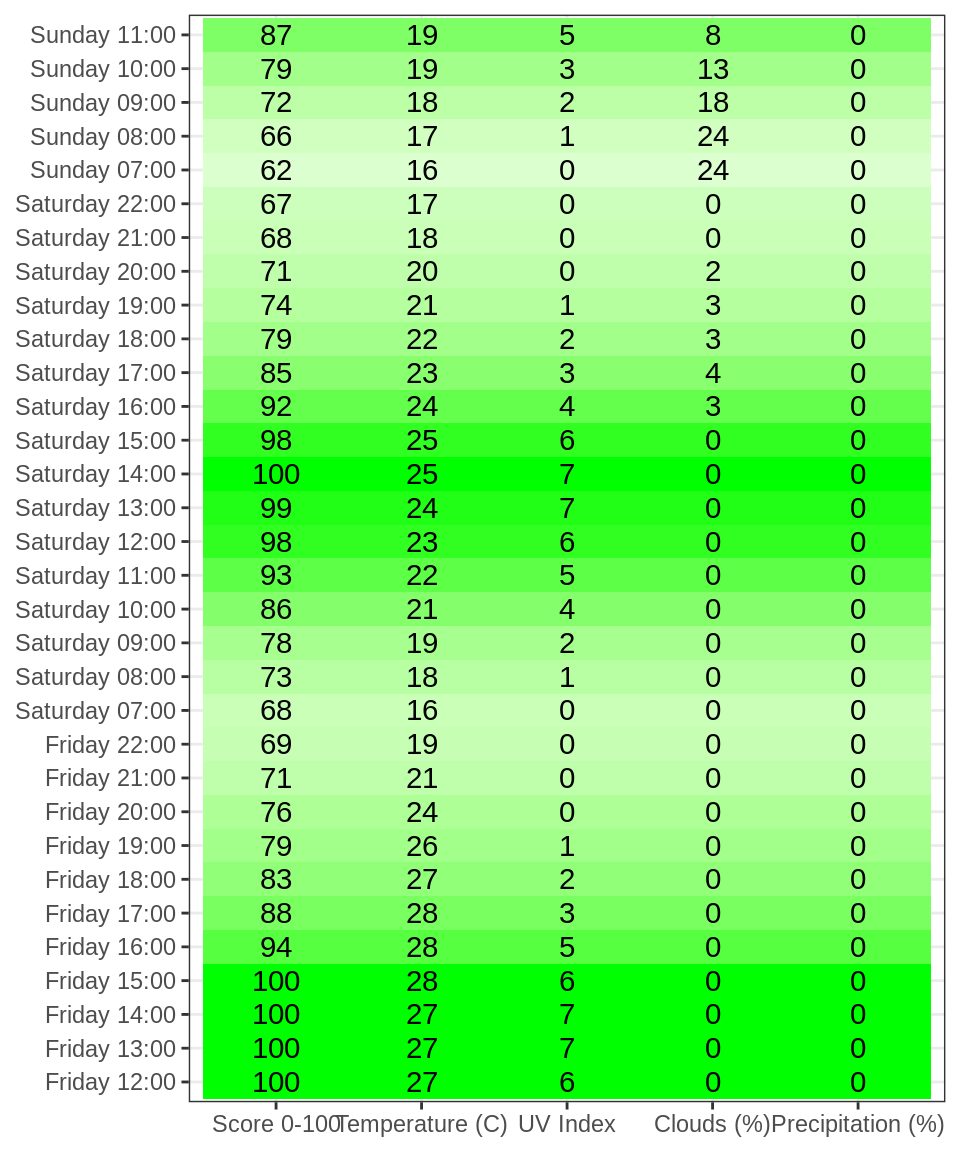 Sunday 11:00 87 19 5 8 0
Sunday 10:00 79 19 3 13 0
Sunday 09:00 72 18 2 18 0
Sunday 08:00 66 17 1 24 0
Sunday 07:00 62 16 0 24 0
Saturday 22:00 67 17 0 0 0
Saturday 21:00 68 18 0 0 0
Saturday 20:00 71 20 0 2 0
Saturday 19:00 74 21 1 3 0
Saturday 18:00 79 22 2 3 0
Saturday 17:00 85 23 3 4 0
Saturday 16:00 92 24 4 3 0
Saturday 15:00 98 25 6 0 0
Saturday 14:00 100 25 7 0 0
Saturday 13:00 99 24 7 0 0
Saturday 12:00 98 23 6 0 0
Saturday 11:00 93 22 5 0 0
Saturday 10:00 86 21 4 0 0
Saturday 09:00 78 19 2 0 0
Saturday 08:00 73 18 1 0 0
Saturday 07:00 68 16 0 0 0
Friday 22:00 69 19 0 0 0
Friday 21:00 71 21 0 0 0
Friday 20:00 76 24 0 0 0
Friday 19:00 79 26 1 0 0
Friday 18:00 83 27 2 0 0
Friday 17:00 88 28 3 0 0
Friday 16:00 94 28 5 0 0
Friday 15:00 100 28 6 0 0
Friday 14:00 100 27 7 0 0
Friday 13:00 100 27 7 0 0
Friday 12:00 100 27 6 0 0
Score 0-100 Temperature (C) UV Index Clouds (%) Precipitation (%)